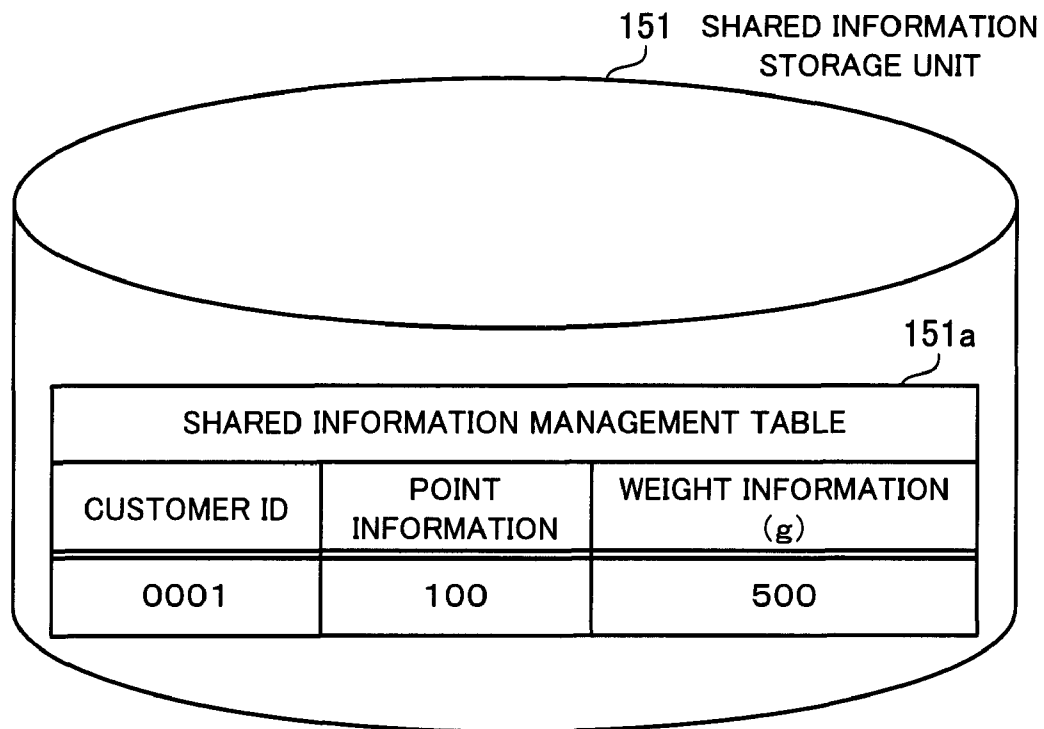 151 SHARED INFORMATION
STORAGE UNIT
151a
SHARED INFORMATION MANAGEMENT TABLE
CUSTOMER ID
POINT
INFORMATION
WEIGHT INFORMATION
(g)
0001
100
500